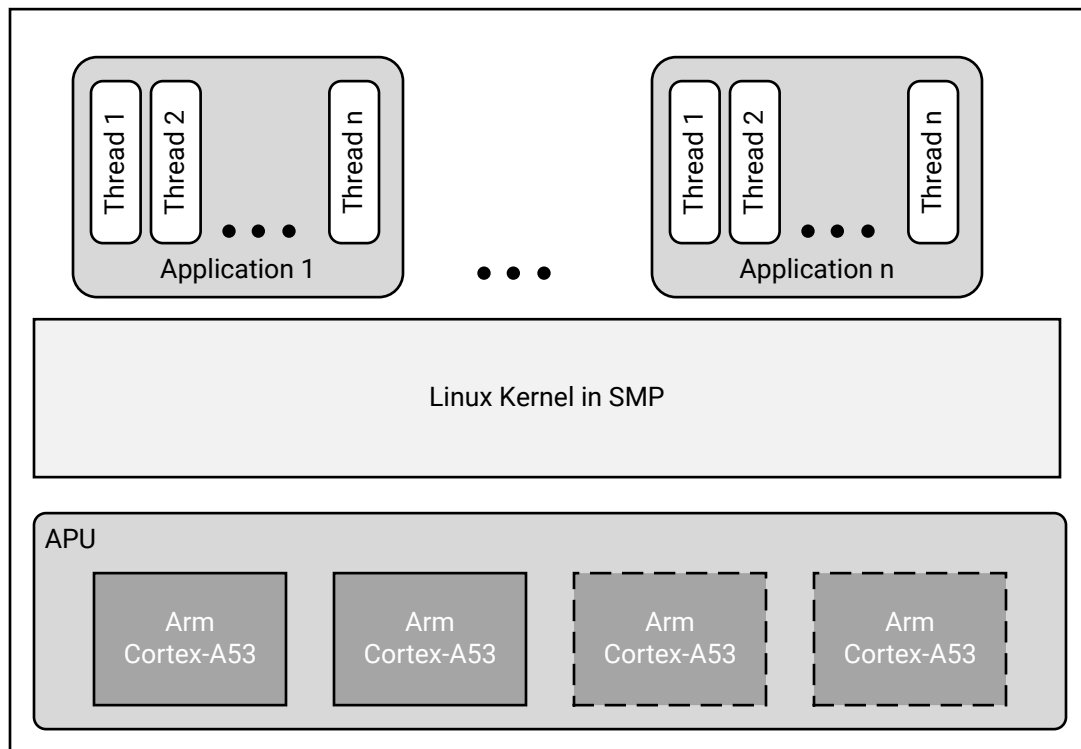 Thread 1
Thread 2
Thread n
Application 1
Thread 1
Thread 2
Thread n
Application n
Linux Kernel in SMP
APU
Arm
Cortex-A53
Arm
Cortex-A53
Arm
Cortex-A53
Arm
Cortex-A53